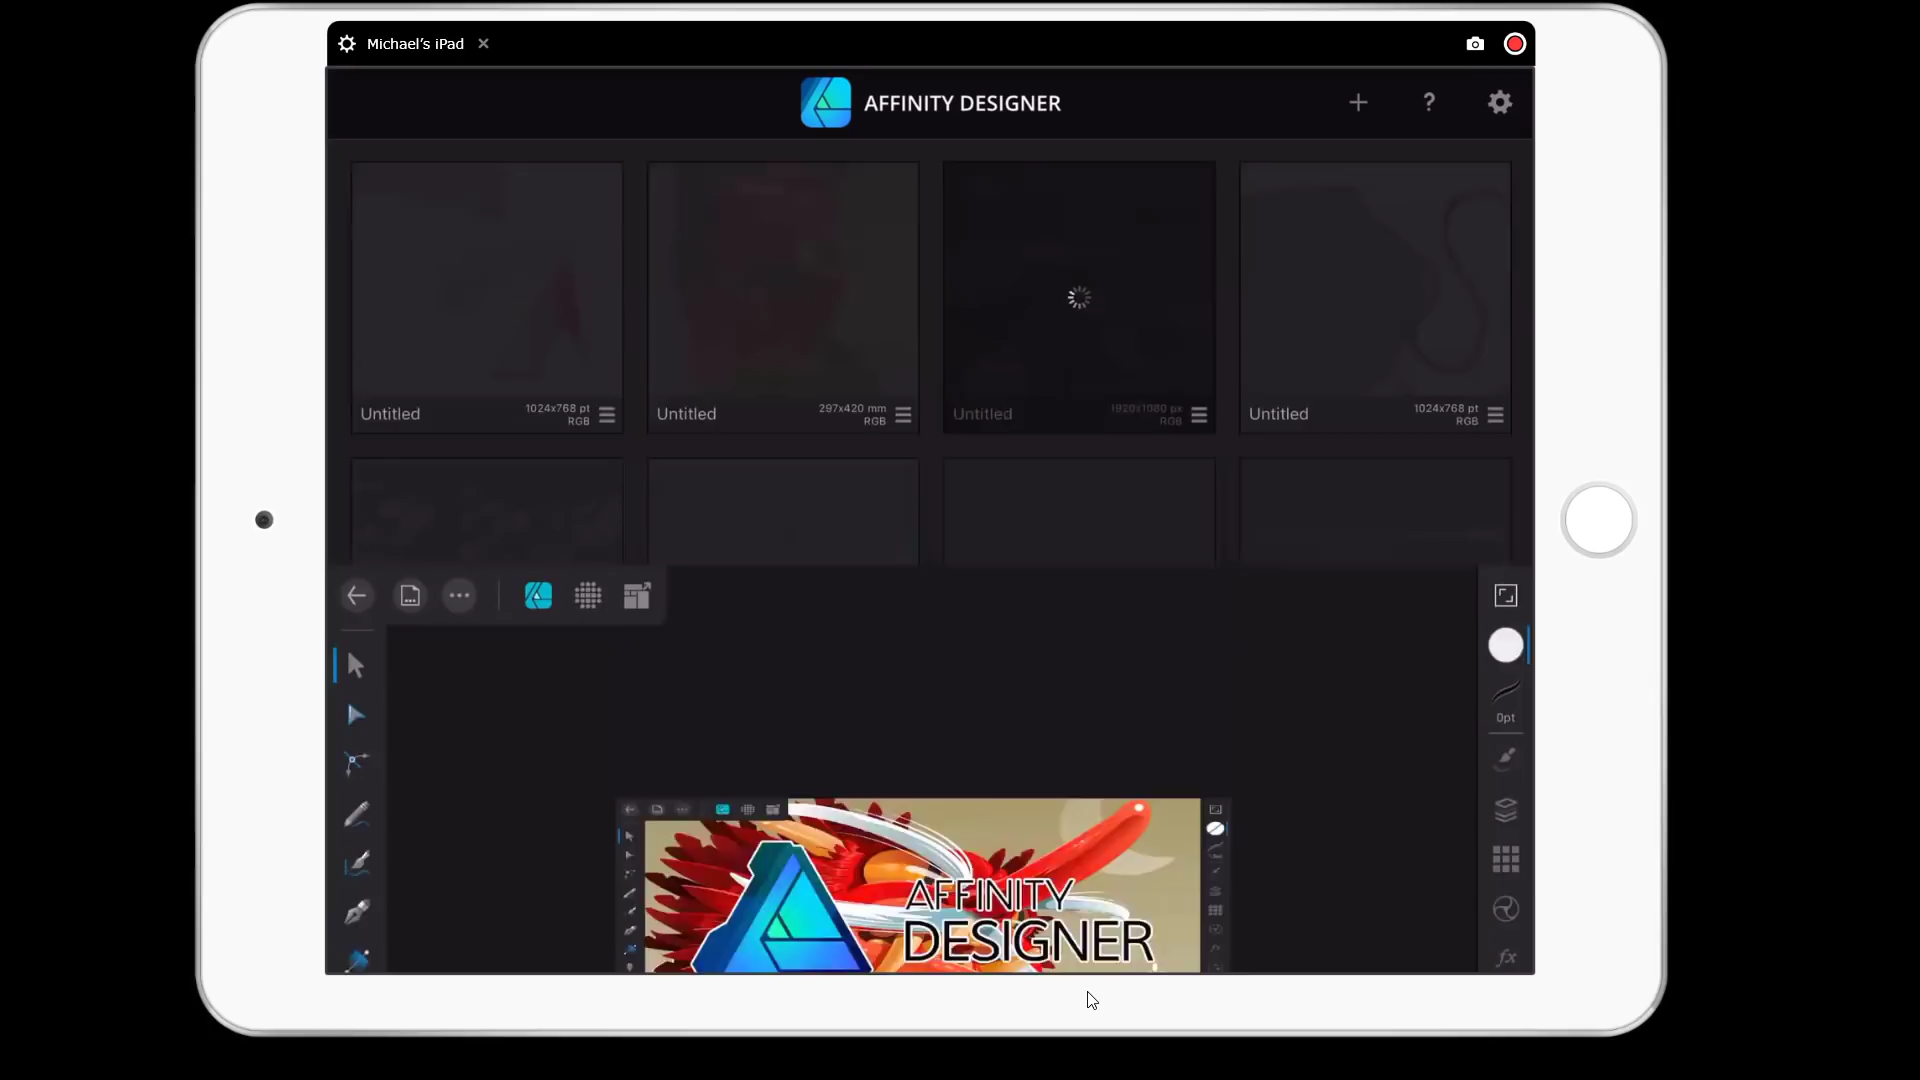 Michael's iPad
AFFINITY DESIGNER
Untitled
1024x768 pt
RGB
Untitled
297x420 mm
RGB
Untitled
1920x1080 px
RGB
Untitled
1024x768 pt
RGB
0pt
fx
AFFINITY
DESIGNER